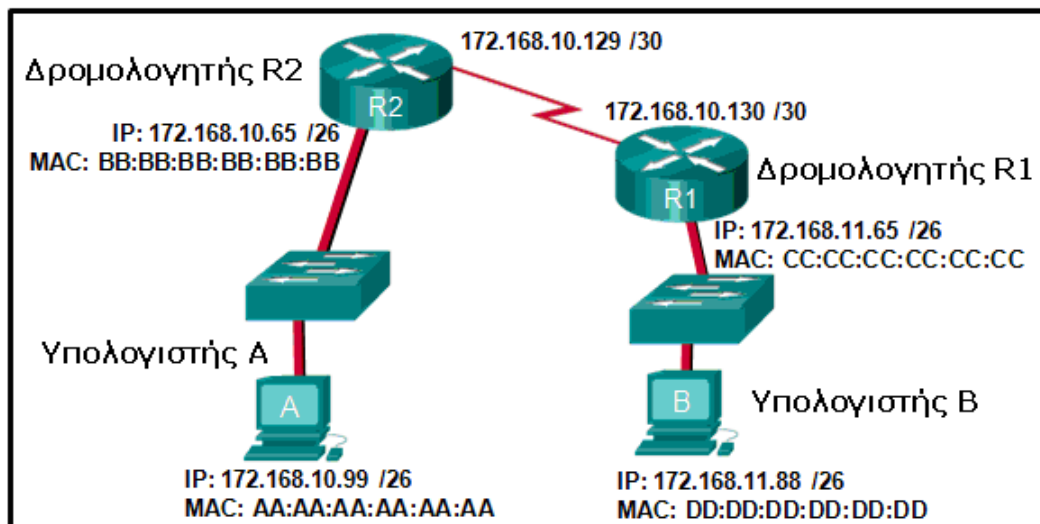 172.168.10.129 /30
Δρομολογητής R2
R2
172.168.10.130 /30
IP: 172.168.10.65 /26
MAC: BB:BB:BB:BB:BB:BB
Δρομολογητής R1
R1
IP: 172.168.11.65 /26
MAC: CC:CC:CC:CC:CC:CC
Υπολογιστής Α
A
B
Υπολογιστής Β
IP: 172.168.10.99 /26
MAC: AA:AA:AA:AA:AA:AA
IP: 172.168.11.88 /26
MAC: DD:DD:DD:DD:DD:DD